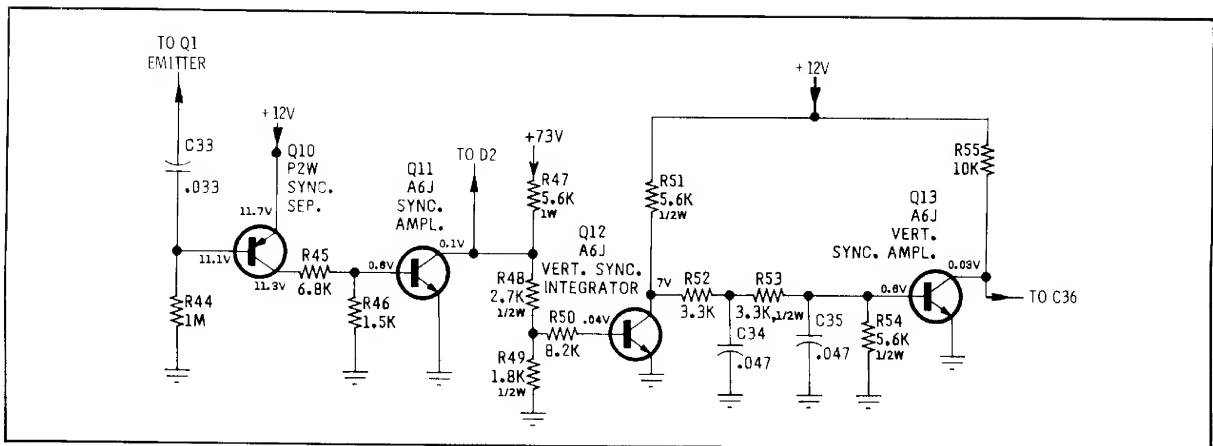 TO Q1
EMITTER
C33
.033
+12V
Q10
P2W
SYNC.
SEP.
11.7V
11.1V
11.3V
R44
1M
R45
6.8K
R46
1.5K
Q11
A6J
SYNC.
AMPL.
0.6V
0.1V
TO D2
+73V
R47
5.6K
1W
R48
2.7K
1/2W
R49
1.8K
1/2W
R50
8.2K
.04V
Q12
A6J
VERT. SYNC.
INTEGRATOR
+12V
R51
5.6K
1/2W
7V
R52
3.3K
R53
3.3K,1/2W
C34
.047
C35
.047
R54
5.6K
1/2W
Q13
A6J
VERT.
SYNC. AMPL.
0.6V
0.03V
R55
10K
TO C36